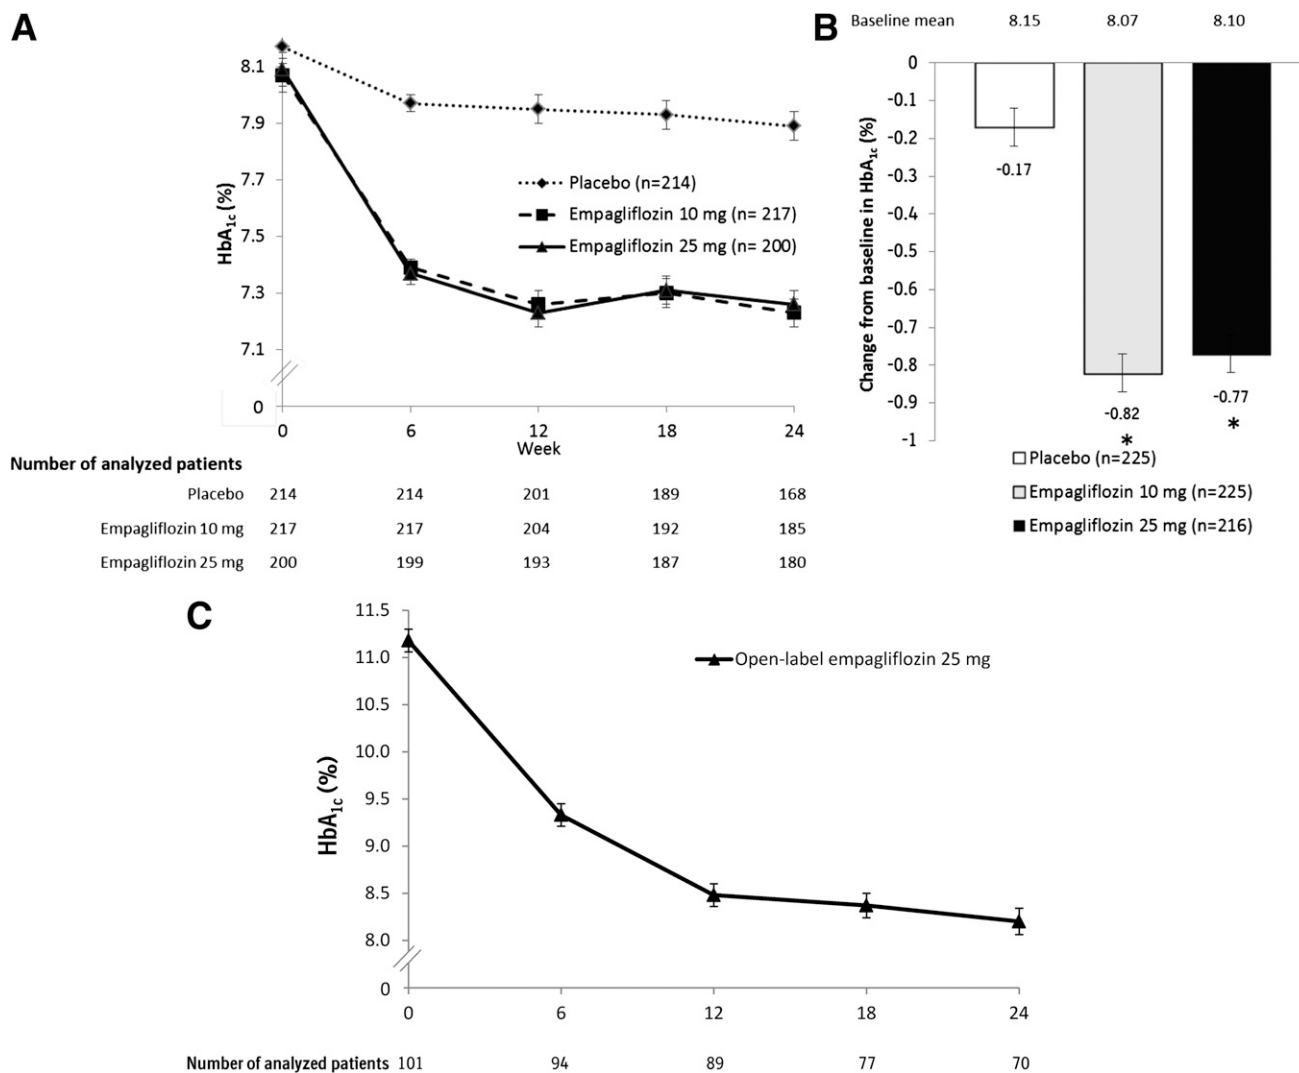 A
8.1
7.9
7.7
7.5
7.3
7.1
0
HbA1c (%)
Placebo (n=214)
Empagliflozin 10 mg (n= 217)
Empagliflozin 25 mg (n= 200)
0 6 12 18 24
Week
Number of analyzed patients
Placebo 214 214 201 189 168
Empagliflozin 10 mg 217 217 204 192 185
Empagliflozin 25 mg 200 199 193 187 180
B
Baseline mean 8.15 8.07 8.10
0
-0.1
-0.2
-0.3
-0.4
-0.5
-0.6
-0.7
-0.8
-0.9
-1
Change from baseline in HbA1c (%)
-0.17
-0.82
*
-0.77
*
Placebo (n=225)
Empagliflozin 10 mg (n=225)
Empagliflozin 25 mg (n=216)
C
11.5
11.0
10.5
10.0
9.5
9.0
8.5
8.0
0
HbA1c (%)
Open-label empagliflozin 25 mg
0 6 12 18 24
Number of analyzed patients 101 94 89 77 70